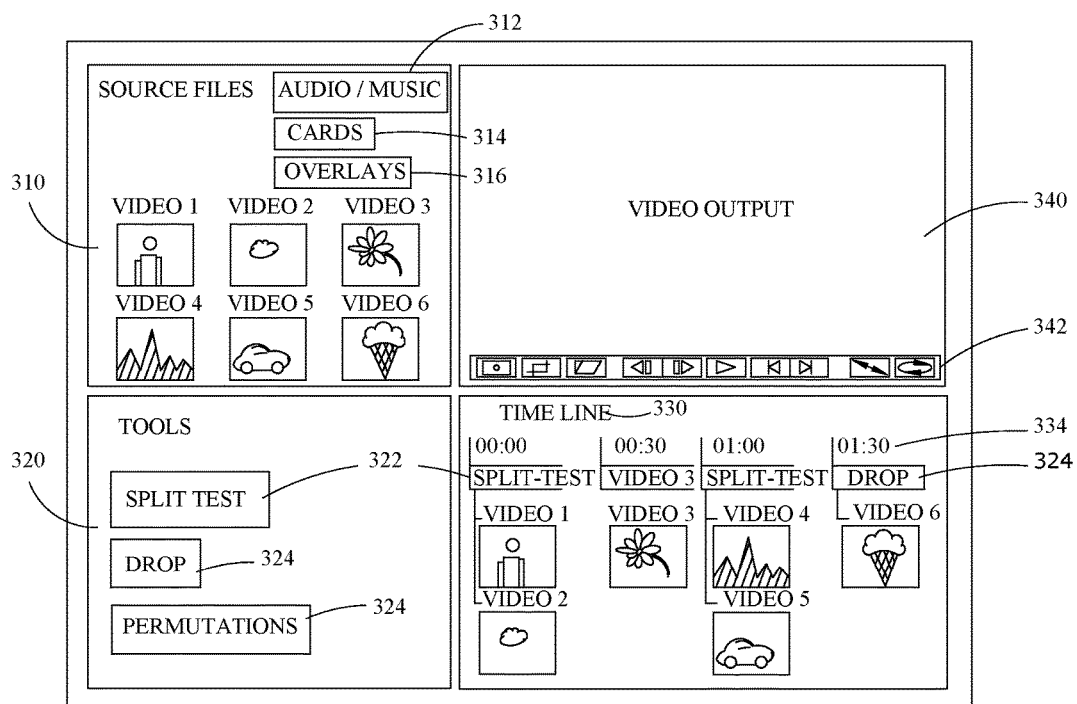 312
SOURCE FILES
AUDIO / MUSIC
CARDS
314
OVERLAYS
316
310
VIDEO 1 VIDEO 2 VIDEO 3
VIDEO 4 VIDEO 5 VIDEO 6
VIDEO OUTPUT
340
342
TOOLS
320
322
SPLIT TEST
DROP
324
324
PERMUTATIONS
TIME LINE
330
00:00 00:30 01:00 01:30
334
SPLIT-TEST VIDEO 3 SPLIT-TEST DROP
324
VIDEO 1 VIDEO 3 VIDEO 4 VIDEO 6
VIDEO 2 VIDEO 5